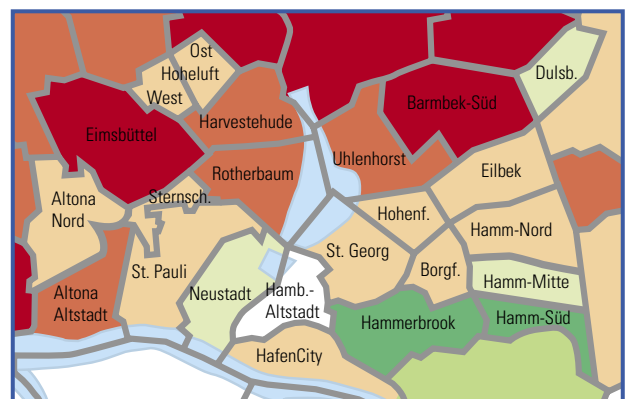 Ost
Hoheluft
West
Dulsb.
Barmbek-Süd
Harvestehude
Eimsbüttel
Uhlenhorst
Rotherbaum
Eilbek
Sternsch.
Altona
Nord
Hohenf.
Hamm-Nord
St. Georg
St. Pauli
Borgf.
Hamm-Mitte
Neustadt
Hamb.-
Altstadt
Altona
Altstadt
Hammerbrook
Hamm-Süd
HafenCity